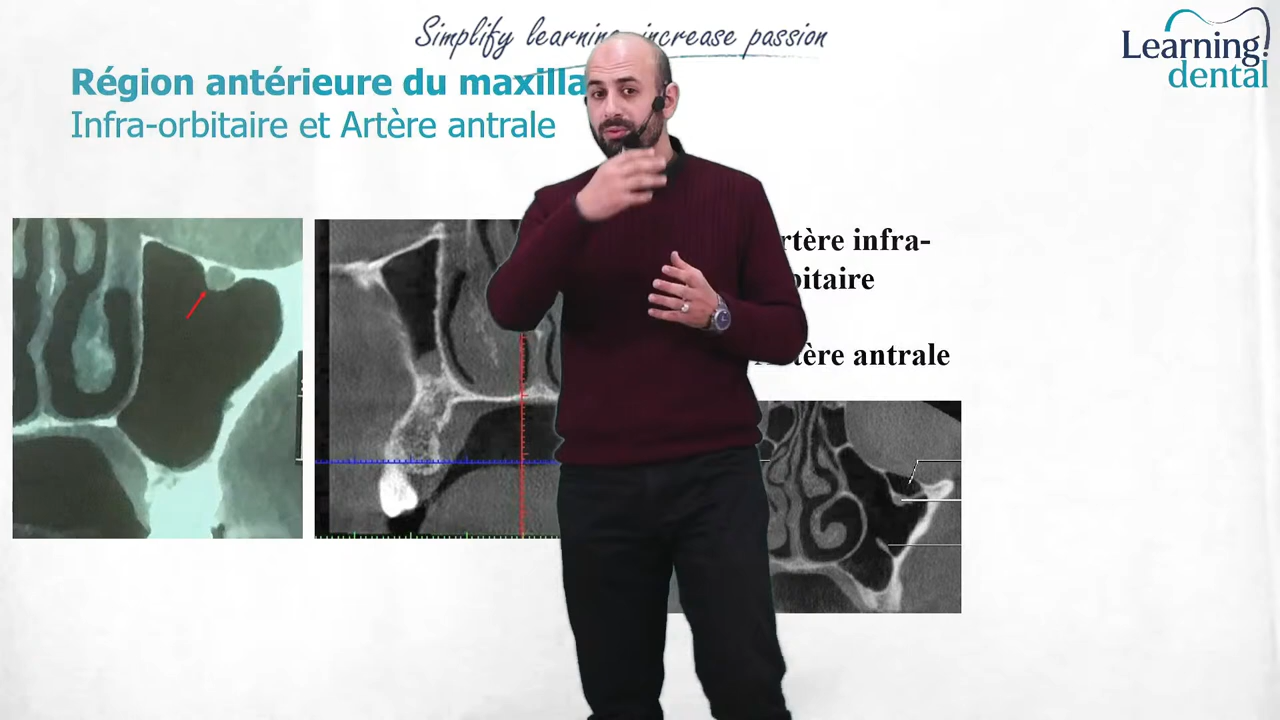 Simplify learning, increase passion
Learning!
dental
Région antérieure du maxilla
Infra-orbitaire et Artère antrale
rtère infra-
bitaire
tère antrale